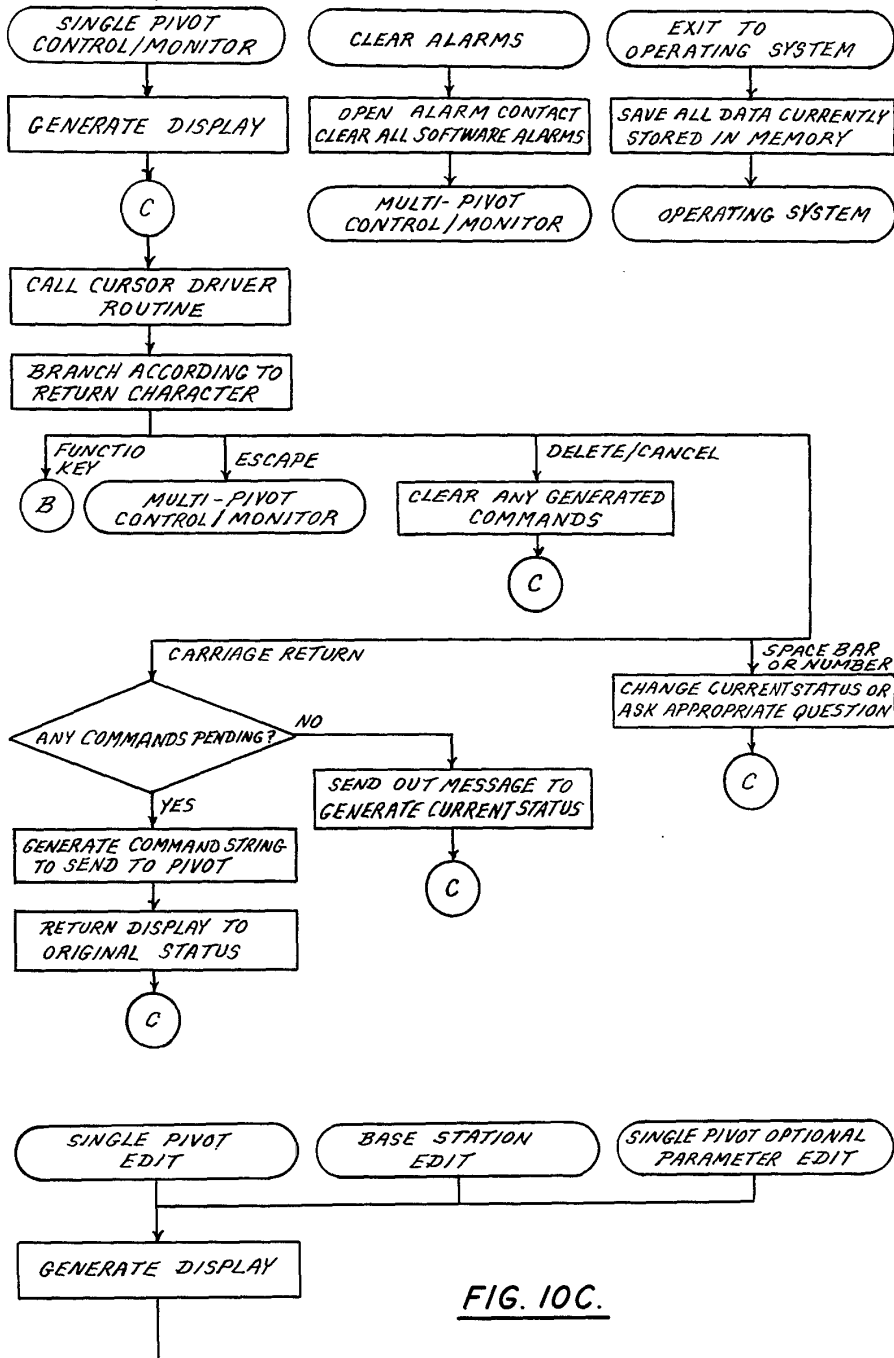 SINGLE PIVOT
CONTROL/MONITOR
CLEAR ALARMS
EXIT TO
OPERATING SYSTEM
GENERATE DISPLAY
OPEN ALARM CONTACT
CLEAR ALL SOFTWARE ALARMS
SAVE ALL DATA CURRENTLY
STORED IN MEMORY
C
MULTI-PIVOT
CONTROL/MONITOR
OPERATING SYSTEM
CALL CURSOR DRIVER
ROUTINE
BRANCH ACCORDING TO
RETURN CHARACTER
FUNCTIO
KEY
ESCAPE
DELETE/CANCEL
B
MULTI-PIVOT
CONTROL/MONITOR
CLEAR ANY GENERATED
COMMANDS
C
CARRIAGE RETURN
SPACE BAR
OR NUMBER
ANY COMMANDS PENDING?
NO
CHANGE CURRENT STATUS OR
ASK APPROPRIATE QUESTION
SEND OUT MESSAGE TO
GENERATE CURRENT STATUS
C
YES
GENERATE COMMAND STRING
TO SEND TO PIVOT
C
RETURN DISPLAY TO
ORIGINAL STATUS
C
SINGLE PIVOT
EDIT
BASE STATION
EDIT
SINGLE PIVOT OPTIONAL
PARAMETER EDIT
GENERATE DISPLAY
FIG. 10C.